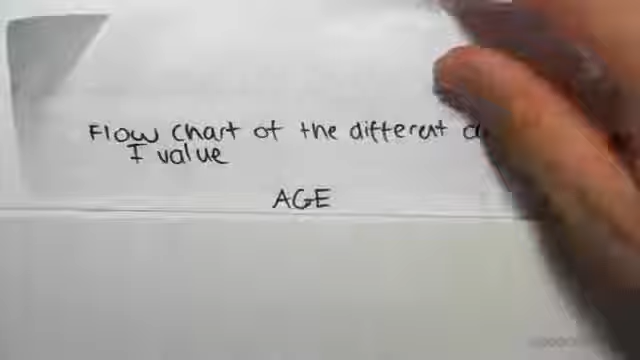 Flow chart of the different
I value
AGE